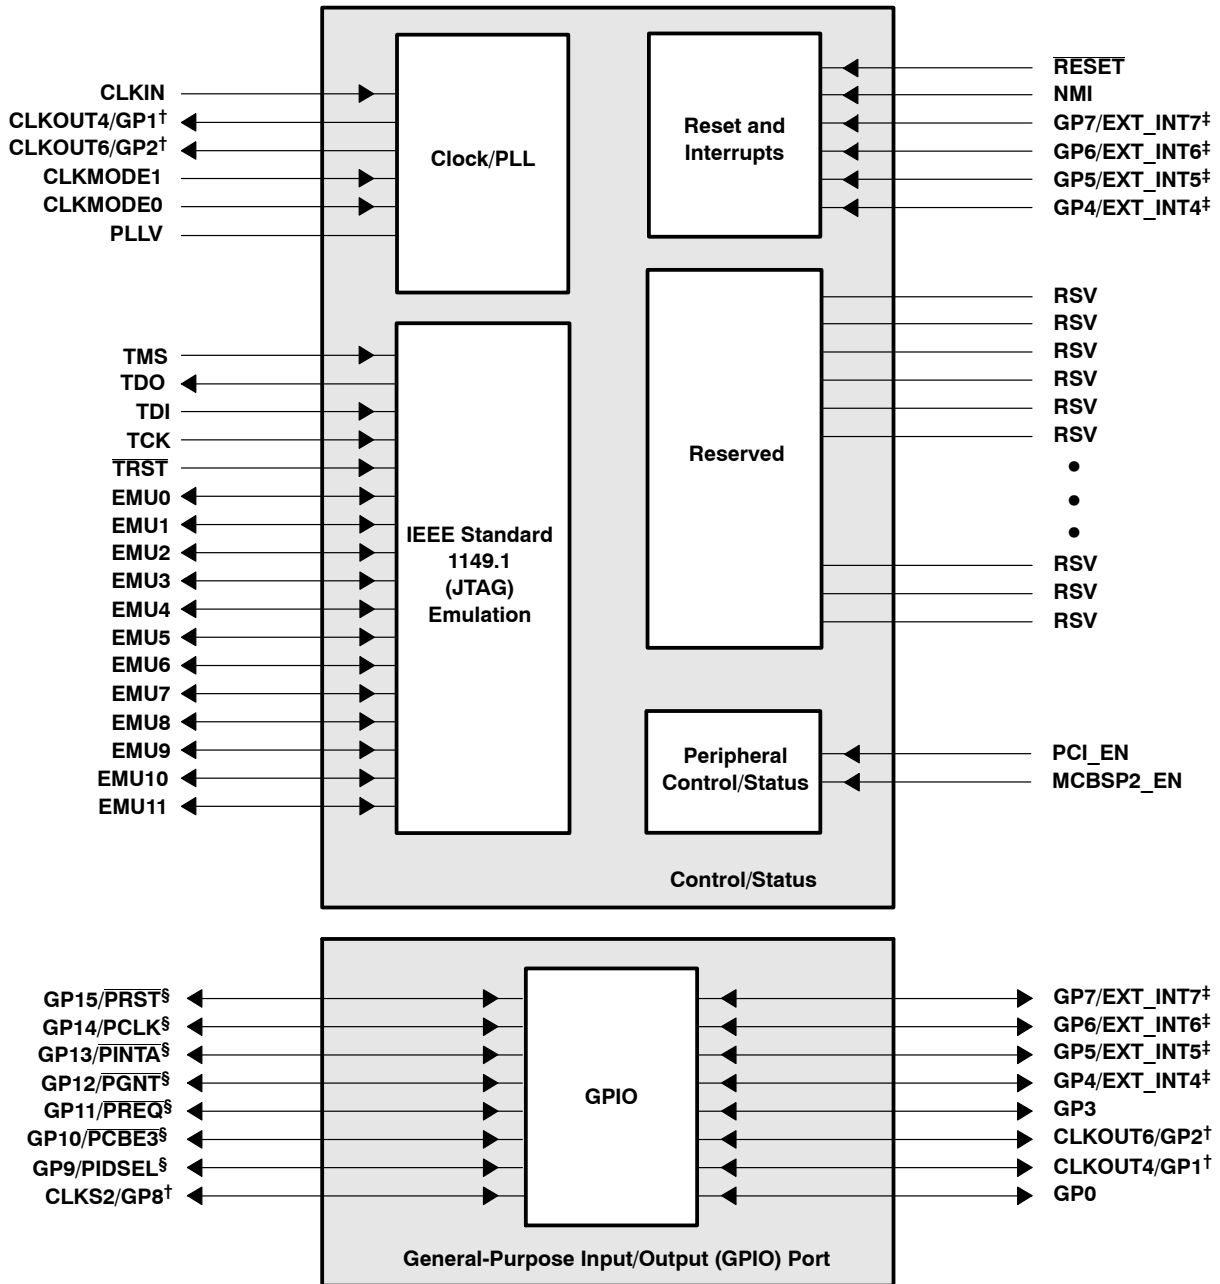 CLKIN
CLKOUT4/GP1†
CLKOUT6/GP2†
CLKMODE1
CLKMODE0
PLLV
Clock/PLL
Reset and
Interrupts
RESET
NMI
GP7/EXT_INT7‡
GP6/EXT_INT6‡
GP5/EXT_INT5‡
GP4/EXT_INT4‡
TMS
TDO
TDI
TCK
TRST
EMU0
EMU1
EMU2
EMU3
EMU4
EMU5
EMU6
EMU7
EMU8
EMU9
EMU10
EMU11
IEEE Standard
1149.1
(JTAG)
Emulation
Reserved
RSV
RSV
RSV
RSV
RSV
RSV
•
•
•
RSV
RSV
RSV
Peripheral
Control/Status
PCI_EN
MCBSP2_EN
Control/Status
GP15/PRST§
GP14/PCLK§
GP13/PINTA§
GP12/PGNT§
GP11/PREQ§
GP10/PCBE3§
GP9/PIDSEL§
CLKS2/GP8†
GPIO
GP7/EXT_INT7‡
GP6/EXT_INT6‡
GP5/EXT_INT5‡
GP4/EXT_INT4‡
GP3
CLKOUT6/GP2†
CLKOUT4/GP1†
GP0
General-Purpose Input/Output (GPIO) Port